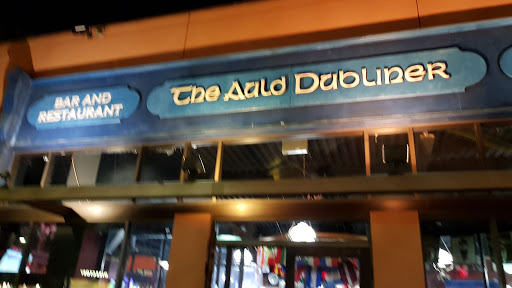 BAR AND
RESTAURANT
The Auld Dubliner